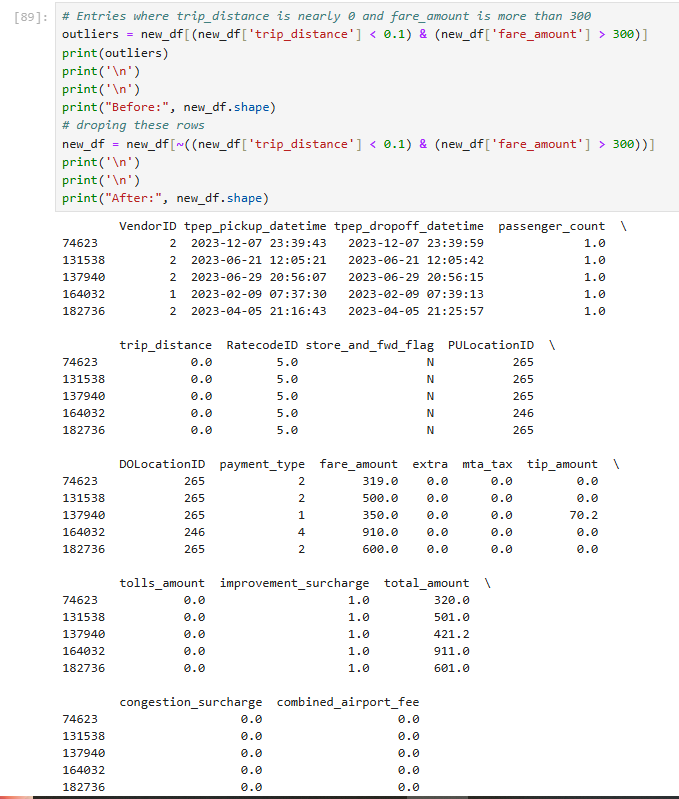 [89]: # Entries where trip_distance is nearly 0 and fare_amount is more than 300
outliers = new_df[(new_df['trip_distance'] < 0.1) & (new_df['fare_amount'] > 300)]
print(outliers)
print('\n')
print('\n')
print("Before:", new_df.shape)
# droping these rows
new_df = new_df[~((new_df['trip_distance'] < 0.1) & (new_df['fare_amount'] > 300))]
print('\n')
print('\n')
print("After:", new_df.shape)
VendorID tpep_pickup_datetime tpep_dropoff_datetime passenger_count \
74623 2 2023-12-07 23:39:43 2023-12-07 23:39:59 1.0
131538 2 2023-06-21 12:05:21 2023-06-21 12:05:42 1.0
137940 2 2023-06-29 20:56:07 2023-06-29 20:56:15 1.0
164032 1 2023-02-09 07:37:30 2023-02-09 07:39:13 1.0
182736 2 2023-04-05 21:16:43 2023-04-05 21:25:57 1.0
trip_distance RatecodeID store_and_fwd_flag PULocationID \
74623 0.0 5.0 N 265
131538 0.0 5.0 N 265
137940 0.0 5.0 N 265
164032 0.0 5.0 N 246
182736 0.0 5.0 N 265
DOLocationID payment_type fare_amount extra mta_tax tip_amount \
74623 265 2 319.0 0.0 0.0 0.0
131538 265 2 500.0 0.0 0.0 0.0
137940 265 1 350.0 0.0 0.0 70.2
164032 246 4 910.0 0.0 0.0 0.0
182736 265 2 600.0 0.0 0.0 0.0
tolls_amount improvement_surcharge total_amount \
74623 0.0 1.0 320.0
131538 0.0 1.0 501.0
137940 0.0 1.0 421.2
164032 0.0 1.0 911.0
182736 0.0 1.0 601.0
congestion_surcharge combined_airport_fee
74623 0.0 0.0
131538 0.0 0.0
137940 0.0 0.0
164032 0.0 0.0
182736 0.0 0.0